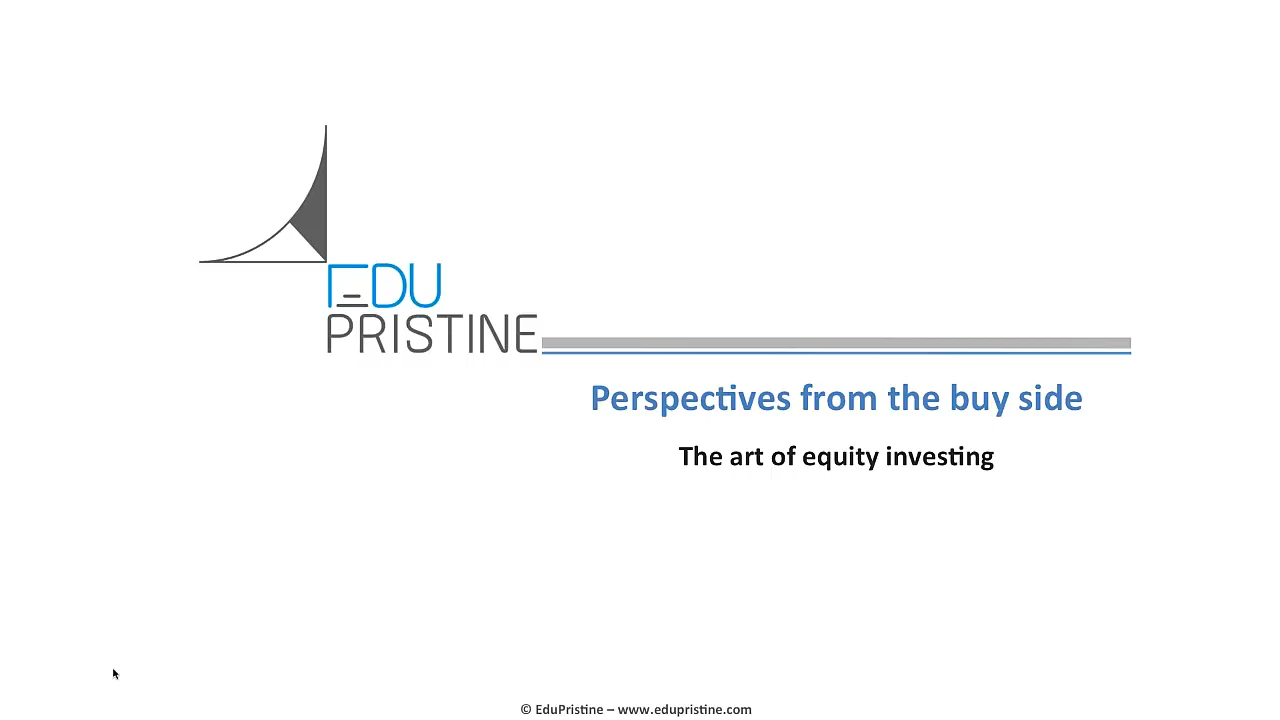 EDU
PRISTINE
Perspectives from the buy side
The art of equity investing
© EduPristine – www.edupristine.com